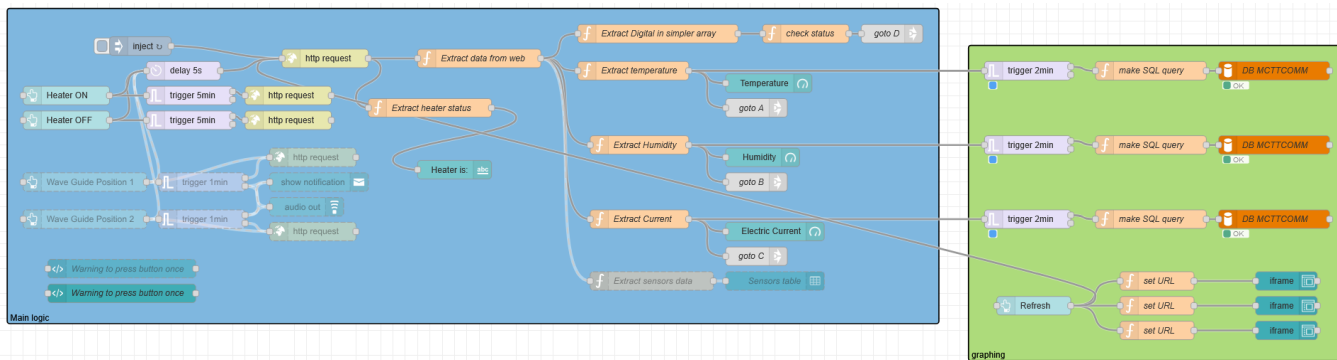 inject ↻
http request
Extract data from web
Extract Digital in simpler array
check status
goto D
delay 5s
Extract temperature
Temperature
goto A
Heater ON
trigger 5min
http request
Heater OFF
trigger 5min
http request
Extract heater status
Heater is:
abc
Extract Humidity
Humidity
goto B
http request
Wave Guide Position 1
trigger 1min
show notification
audio out
Wave Guide Position 2
trigger 1min
http request
Extract Current
Electric Current
goto C
Warning to press button once
Warning to press button once
Extract sensors data
Sensors table
Main logic
trigger 2min
make SQL query
DB MCTTCOMM
OK
trigger 2min
make SQL query
DB MCTTCOMM
OK
trigger 2min
make SQL query
DB MCTTCOMM
OK
Refresh
set URL
iframe
set URL
iframe
set URL
iframe
graphing